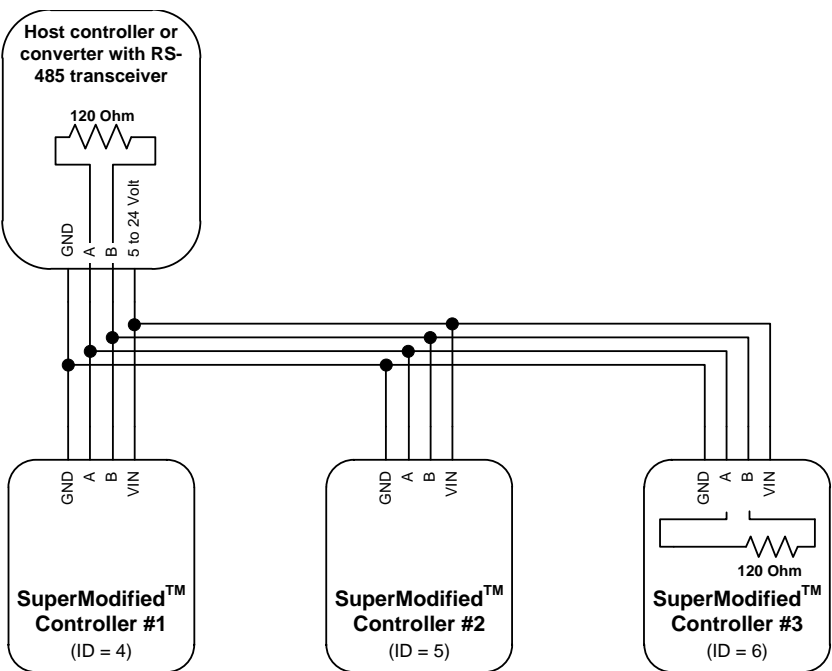 Host controller or
converter with RS-
485 transceiver
120 Ohm
GND
A
B
5 to 24 Volt
GND
A
B
VIN
GND
A
B
VIN
GND
A
B
VIN
120 Ohm
SuperModified™
Controller #1
(ID = 4)
SuperModified™
Controller #2
(ID = 5)
SuperModified™
Controller #3
(ID = 6)